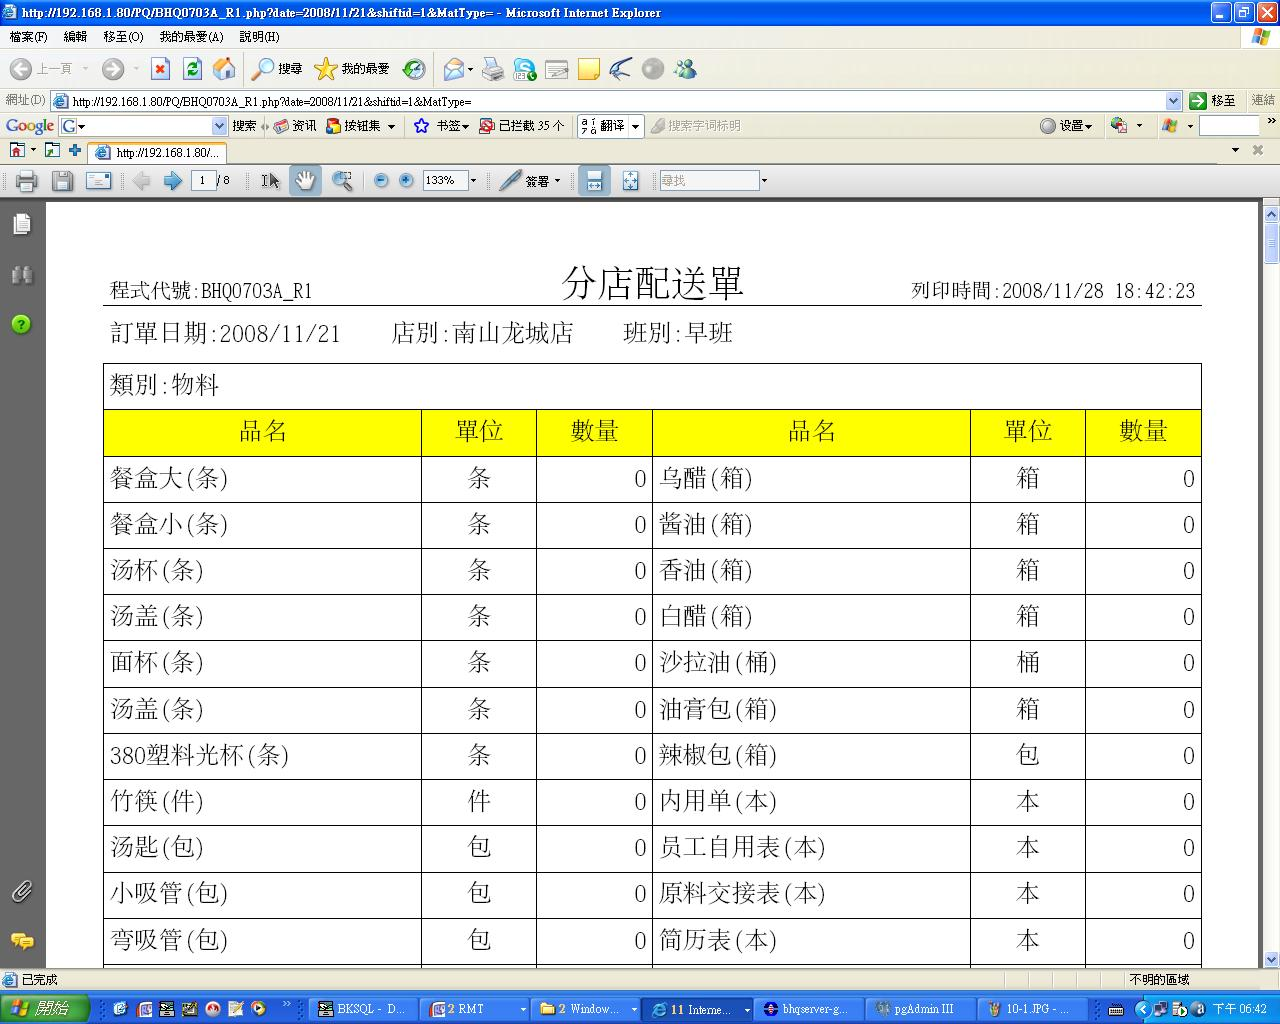 http://192.168.1.80/PQ/BHQ0703A_R1.php?date=2008/11/21&shiftid=1&MatType= - Microsoft Internet Explorer
檔案(F) 編輯 移至(O) 我的最愛(A) 說明(H)
上一頁 搜尋 我的最愛
網址(D) http://192.168.1.80/PQ/BHQ0703A_R1.php?date=2008/11/21&shiftid=1&MatType= 移至 連結
Google G 搜索 资讯 按钮集 书签 已拦截 35 个 翻译 搜索字词标明 设置
http://192.168.1.80/...
1 / 8 133% 簽署 尋找
程式代號:BHQ0703A_R1 分店配送單 列印時間:2008/11/28 18:42:23
訂單日期:2008/11/21 店別:南山龙城店 班別:早班
類別:物料
品名 單位 數量 品名 單位 數量
餐盒大(条) 条 0 乌醋(箱) 箱 0
餐盒小(条) 条 0 酱油(箱) 箱 0
汤杯(条) 条 0 香油(箱) 箱 0
汤盖(条) 条 0 白醋(箱) 箱 0
面杯(条) 条 0 沙拉油(桶) 桶 0
汤盖(条) 条 0 油膏包(箱) 箱 0
380塑料光杯(条) 条 0 辣椒包(箱) 包 0
竹筷(件) 件 0 内用单(本) 本 0
汤匙(包) 包 0 员工自用表(本) 本 0
小吸管(包) 包 0 原料交接表(本) 本 0
弯吸管(包) 包 0 简历表(本) 本 0
已完成 不明的區域
開始 BKSQL - D... 2 RMT 2 Window... 11 Interne... bhqserver-g... pgAdmin III 10-1.JPG - ... 下午 06:42